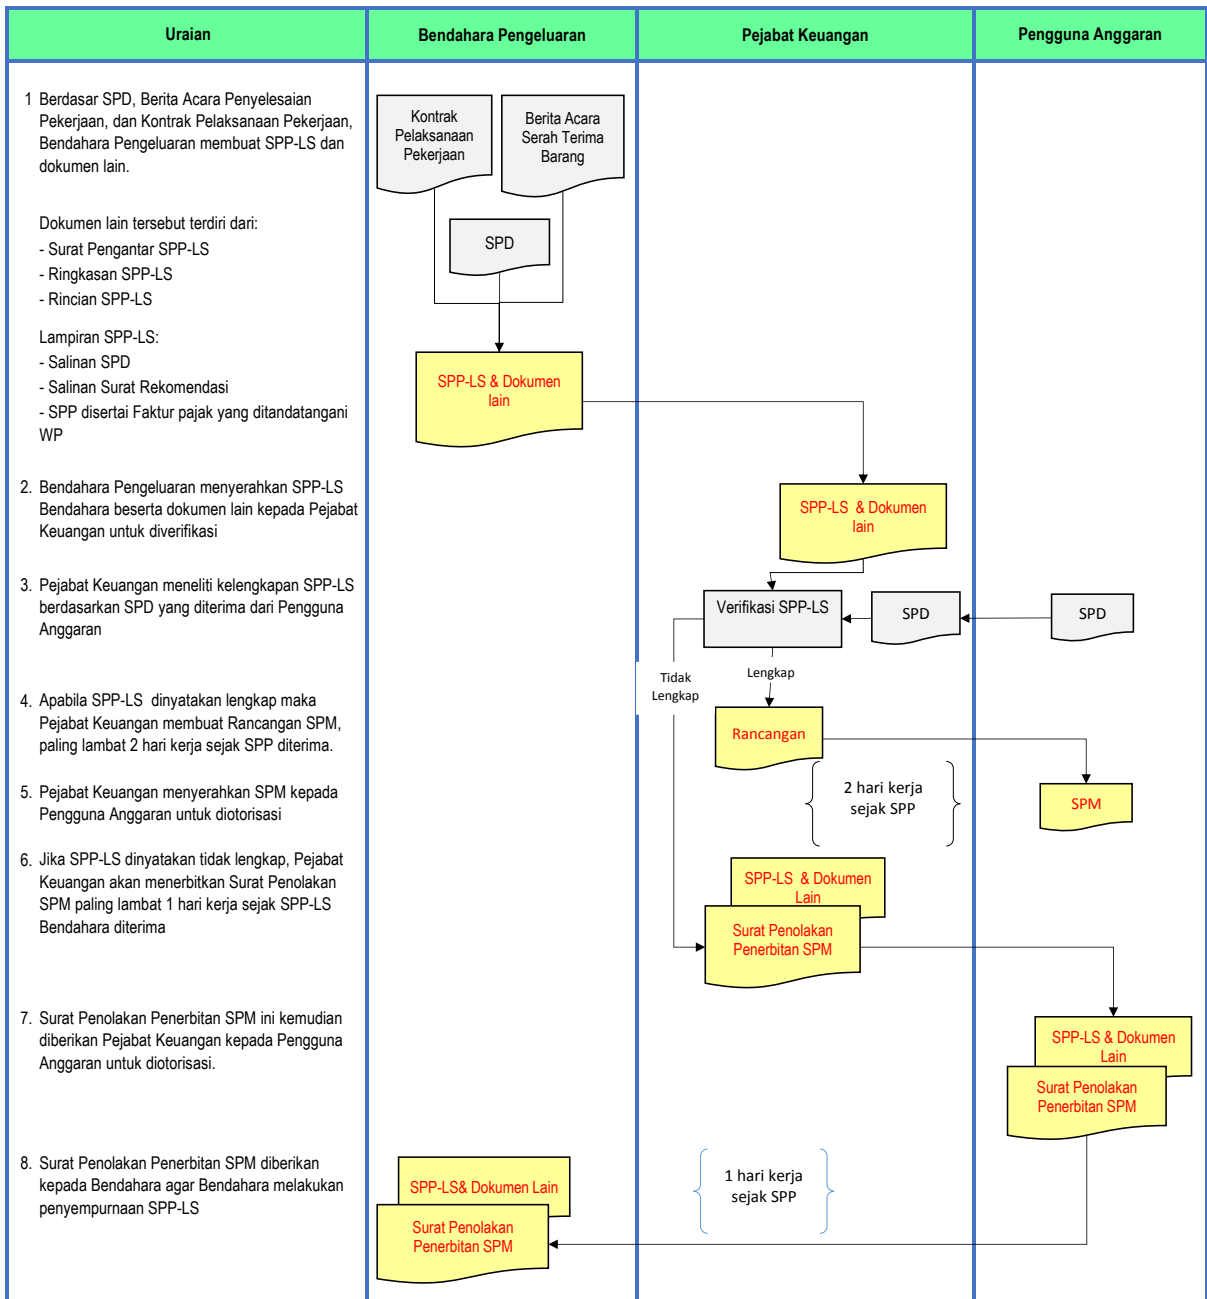 Uraian
Bendahara Pengeluaran
Pejabat Keuangan
Pengguna Anggaran
1 Berdasar SPD, Berita Acara Penyelesaian
Pekerjaan, dan Kontrak Pelaksanaan Pekerjaan,
Bendahara Pengeluaran membuat SPP-LS dan
dokumen lain.
Dokumen lain tersebut terdiri dari:
- Surat Pengantar SPP-LS
- Ringkasan SPP-LS
- Rincian SPP-LS
Lampiran SPP-LS:
- Salinan SPD
- Salinan Surat Rekomendasi
- SPP disertai Faktur pajak yang ditandatangani
WP
2. Bendahara Pengeluaran menyerahkan SPP-LS
Bendahara beserta dokumen lain kepada Pejabat
Keuangan untuk diverifikasi
3. Pejabat Keuangan meneliti kelengkapan SPP-LS
berdasarkan SPD yang diterima dari Pengguna
Anggaran
4. Apabila SPP-LS dinyatakan lengkap maka
Pejabat Keuangan membuat Rancangan SPM,
paling lambat 2 hari kerja sejak SPP diterima.
5. Pejabat Keuangan menyerahkan SPM kepada
Pengguna Anggaran untuk diotorisasi
6. Jika SPP-LS dinyatakan tidak lengkap, Pejabat
Keuangan akan menerbitkan Surat Penolakan
SPM paling lambat 1 hari kerja sejak SPP-LS
Bendahara diterima
7. Surat Penolakan Penerbitan SPM ini kemudian
diberikan Pejabat Keuangan kepada Pengguna
Anggaran untuk diotorisasi.
8. Surat Penolakan Penerbitan SPM diberikan
kepada Bendahara agar Bendahara melakukan
penyempurnaan SPP-LS
Kontrak
Pelaksanaan
Pekerjaan
Berita Acara
Serah Terima
Barang
SPD
SPP-LS & Dokumen
lain
SPP-LS & Dokumen
lain
Verifikasi SPP-LS
SPD
SPD
Tidak
Lengkap
Lengkap
Rancangan
2 hari kerja
sejak SPP
SPM
SPP-LS & Dokumen
Lain
Surat Penolakan
Penerbitan SPM
SPP-LS & Dokumen
Lain
Surat Penolakan
Penerbitan SPM
1 hari kerja
sejak SPP
SPP-LS& Dokumen Lain
Surat Penolakan
Penerbitan SPM